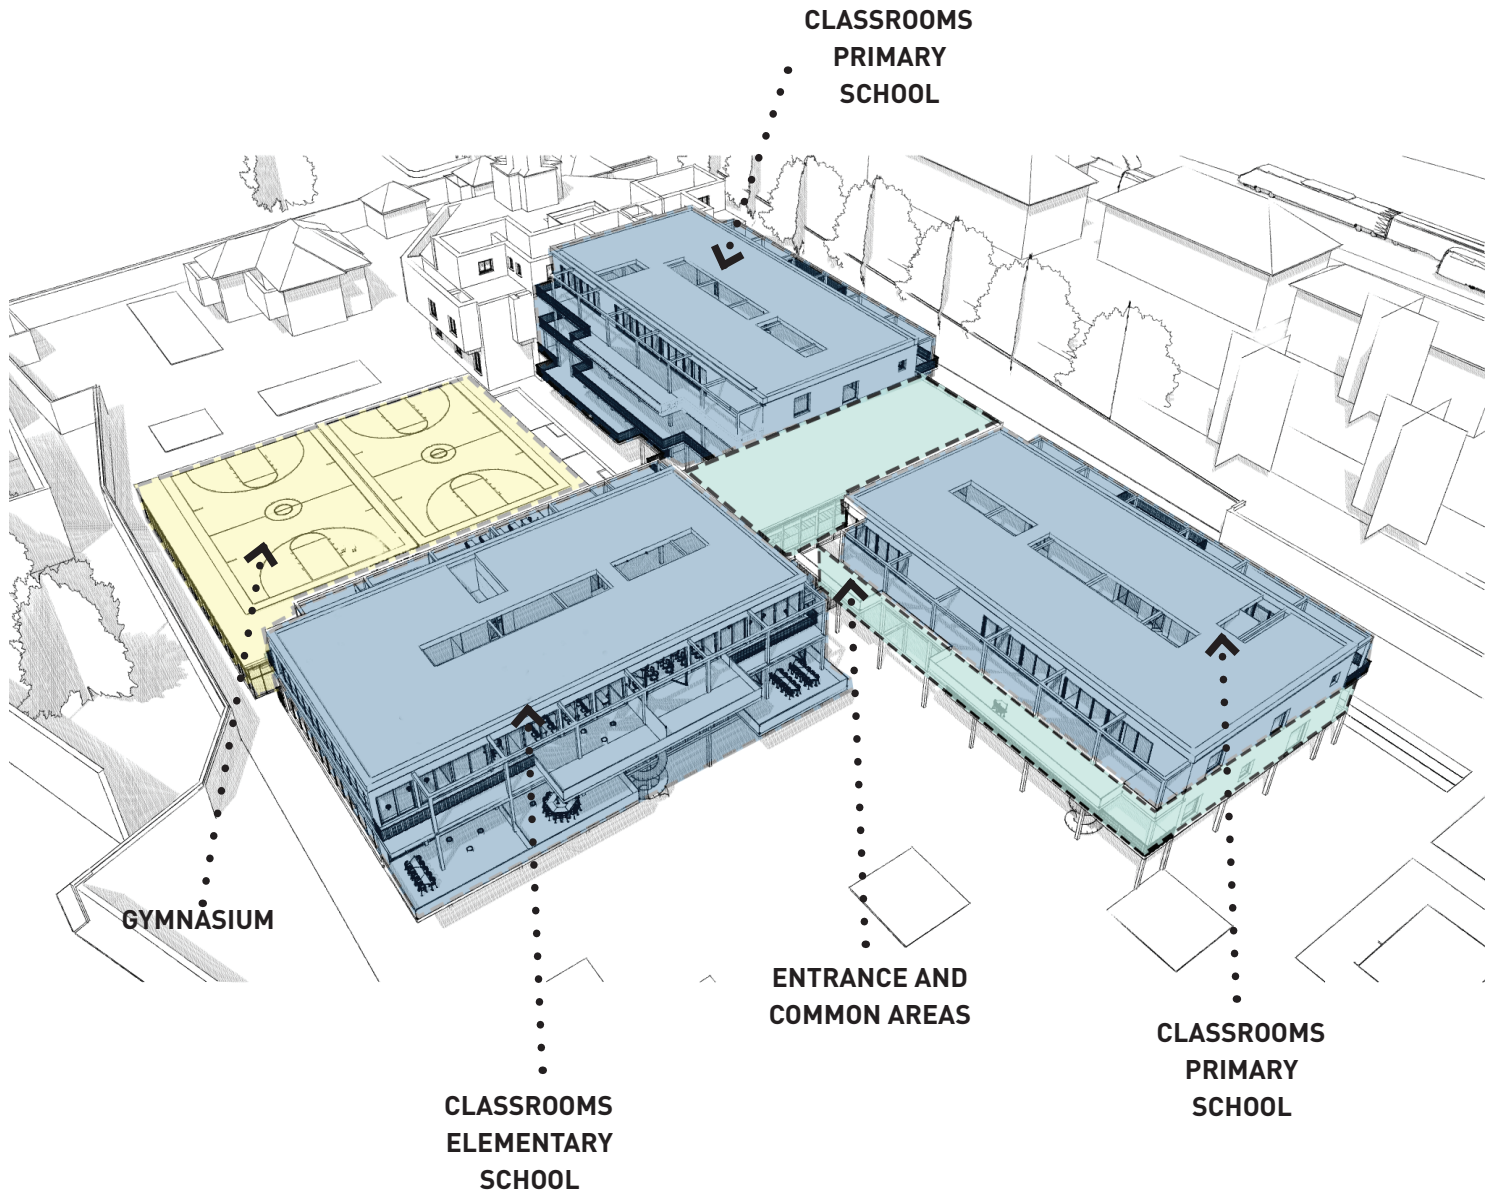 CLASSROOMS
PRIMARY
SCHOOL
GYMNASIUM
ENTRANCE AND
COMMON AREAS
CLASSROOMS
PRIMARY
SCHOOL
CLASSROOMS
ELEMENTARY
SCHOOL